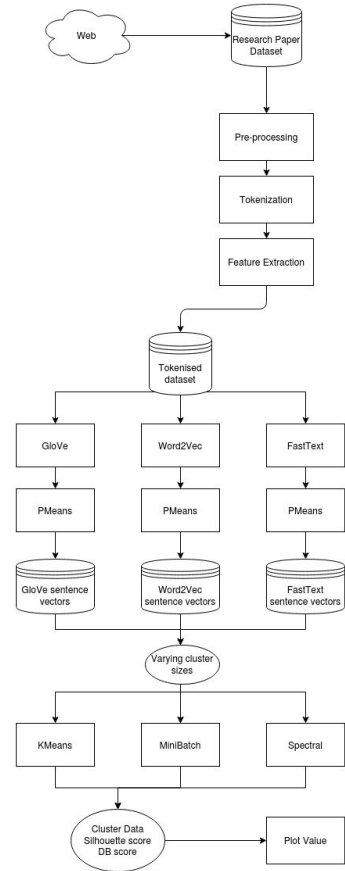 Web
Research Paper
Dataset
Pre-processing
Tokenization
Feature Extraction
Tokenised
dataset
GloVe
Word2Vec
FastText
PMeans
PMeans
PMeans
GloVe sentence
vectors
Word2Vec
sentence vectors
FastText
sentence vectors
Varying cluster
sizes
KMeans
MiniBatch
Spectral
Cluster Data
Silhouette score
DB score
Plot Value